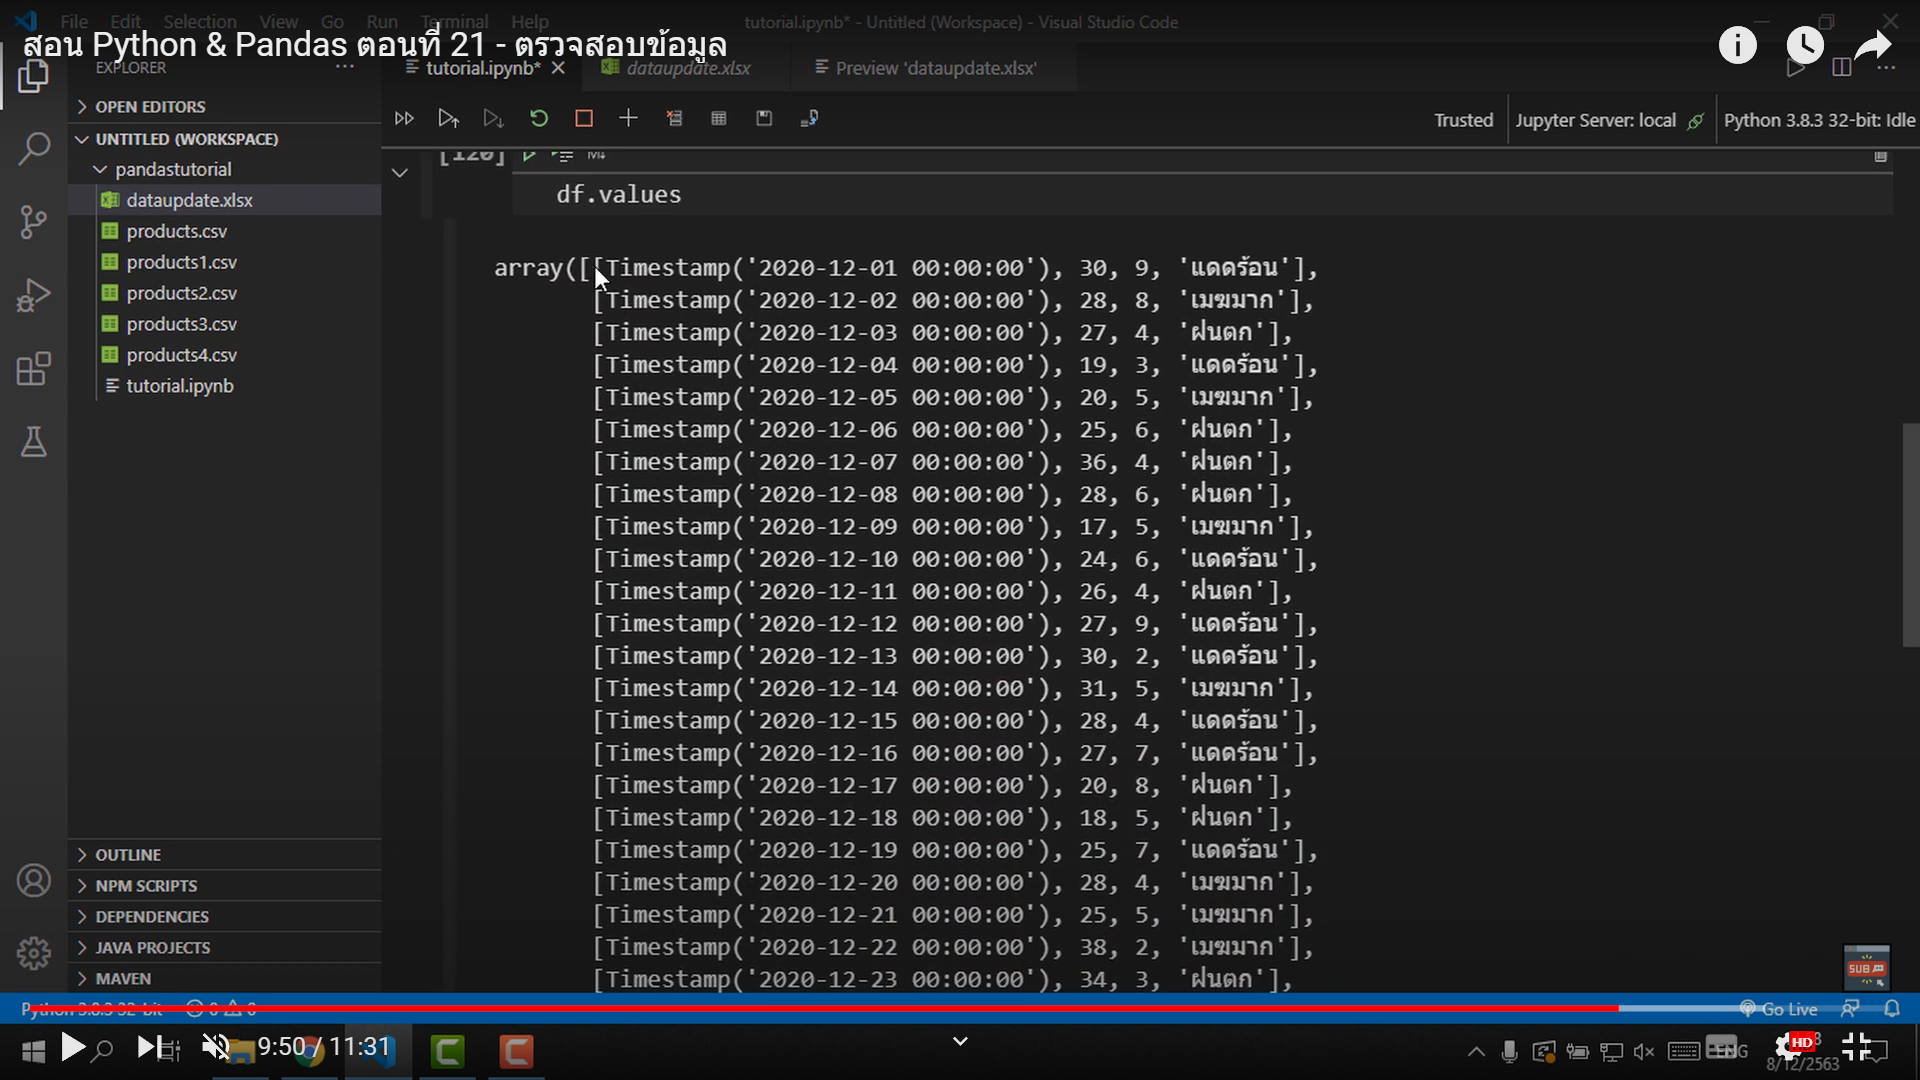 File Edit Selection View Go Run Terminal Help
tutorial.ipynb* - Untitled (Workspace) - Visual Studio Code
สอน Python & Pandas ตอนที่ 21 - ตรวจสอบข้อมูล
EXPLORER
tutorial.ipynb*
dataupdate.xlsx
Preview 'dataupdate.xlsx'
OPEN EDITORS
UNTITLED (WORKSPACE)
pandastutorial
dataupdate.xlsx
products.csv
products1.csv
products2.csv
products3.csv
products4.csv
tutorial.ipynb
OUTLINE
NPM SCRIPTS
DEPENDENCIES
JAVA PROJECTS
MAVEN
Trusted
Jupyter Server: local
Python 3.8.3 32-bit: Idle
[120]
df.values
array([[Timestamp('2020-12-01 00:00:00'), 30, 9, 'แดดร้อน'],
[Timestamp('2020-12-02 00:00:00'), 28, 8, 'เมฆมาก'],
[Timestamp('2020-12-03 00:00:00'), 27, 4, 'ฝนตก'],
[Timestamp('2020-12-04 00:00:00'), 19, 3, 'แดดร้อน'],
[Timestamp('2020-12-05 00:00:00'), 20, 5, 'เมฆมาก'],
[Timestamp('2020-12-06 00:00:00'), 25, 6, 'ฝนตก'],
[Timestamp('2020-12-07 00:00:00'), 36, 4, 'ฝนตก'],
[Timestamp('2020-12-08 00:00:00'), 28, 6, 'ฝนตก'],
[Timestamp('2020-12-09 00:00:00'), 17, 5, 'เมฆมาก'],
[Timestamp('2020-12-10 00:00:00'), 24, 6, 'แดดร้อน'],
[Timestamp('2020-12-11 00:00:00'), 26, 4, 'ฝนตก'],
[Timestamp('2020-12-12 00:00:00'), 27, 9, 'แดดร้อน'],
[Timestamp('2020-12-13 00:00:00'), 30, 2, 'แดดร้อน'],
[Timestamp('2020-12-14 00:00:00'), 31, 5, 'เมฆมาก'],
[Timestamp('2020-12-15 00:00:00'), 28, 4, 'แดดร้อน'],
[Timestamp('2020-12-16 00:00:00'), 27, 7, 'แดดร้อน'],
[Timestamp('2020-12-17 00:00:00'), 20, 8, 'ฝนตก'],
[Timestamp('2020-12-18 00:00:00'), 18, 5, 'ฝนตก'],
[Timestamp('2020-12-19 00:00:00'), 25, 7, 'แดดร้อน'],
[Timestamp('2020-12-20 00:00:00'), 28, 4, 'เมฆมาก'],
[Timestamp('2020-12-21 00:00:00'), 25, 5, 'เมฆมาก'],
[Timestamp('2020-12-22 00:00:00'), 38, 2, 'เมฆมาก'],
[Timestamp('2020-12-23 00:00:00'), 34, 3, 'ฝนตก'],
SUB
Python 3.8.3 32-bit
0 0
Go Live
9:50 / 11:31
ENG
HD
8/12/2563